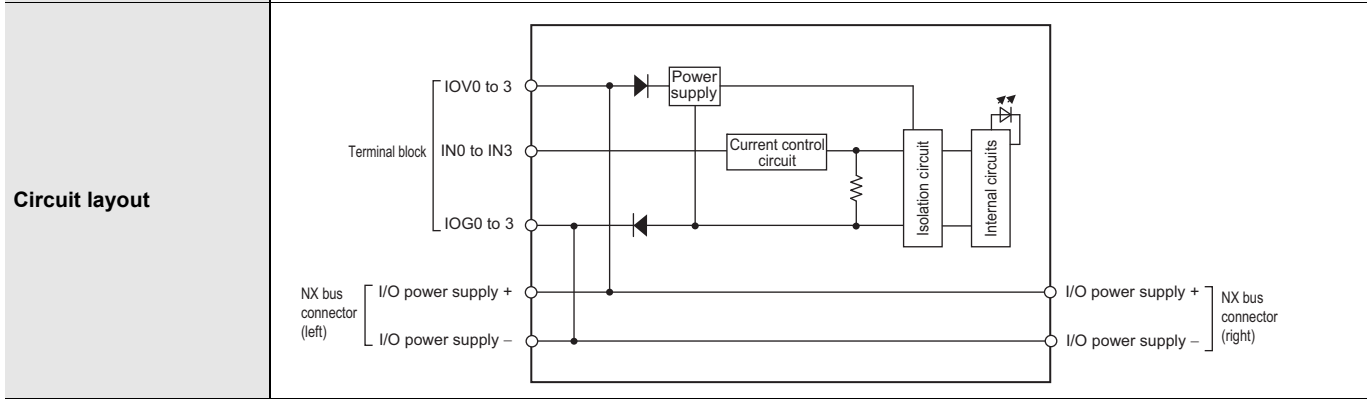 Circuit layout
Terminal block
IOV0 to 3
IN0 to IN3
IOG0 to 3
Power
supply
Current control
circuit
Isolation circuit
Internal circuits
NX bus
connector
(left)
I/O power supply +
I/O power supply –
I/O power supply +
I/O power supply –
NX bus
connector
(right)